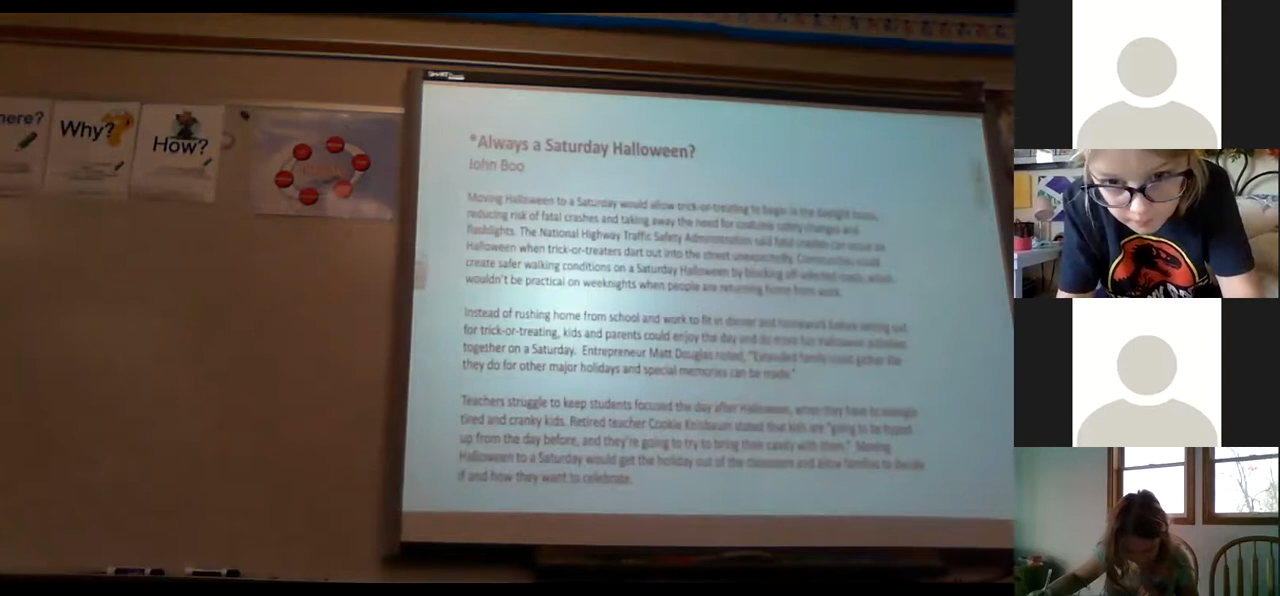 SMART
here?
Why?
How?
*Always a Saturday Halloween?
John Boo
Moving Halloween to a Saturday would allow trick-or-treating to begin in the daylight hours,
reducing risk of fatal crashes and taking away the need for costume safety changes and
flashlights. The National Highway Traffic Safety Administration said fatal crashes can occur on
Halloween when trick-or-treaters dart out into the street unexpectedly. Communities could
create safer walking conditions on a Saturday Halloween by blocking off selected roads, which
wouldn't be practical on weeknights when people are returning home from work.
Instead of rushing home from school and work to fit in dinner and homework before setting out
for trick-or-treating, kids and parents could enjoy the day and do more fun Halloween activities
together on a Saturday. Entrepreneur Matt Douglas noted, "Extended family could gather like
they do for other major holidays and special memories can be made."
Teachers struggle to keep students focused the day after Halloween, when they have to wrangle
tired and cranky kids. Retired teacher Cookie Knisbaum stated that kids are "going to be hyped
up from the day before, and they're going to try to bring their candy with them." Moving
Halloween to a Saturday would get the holiday out of the classroom and allow families to decide
if and how they want to celebrate.